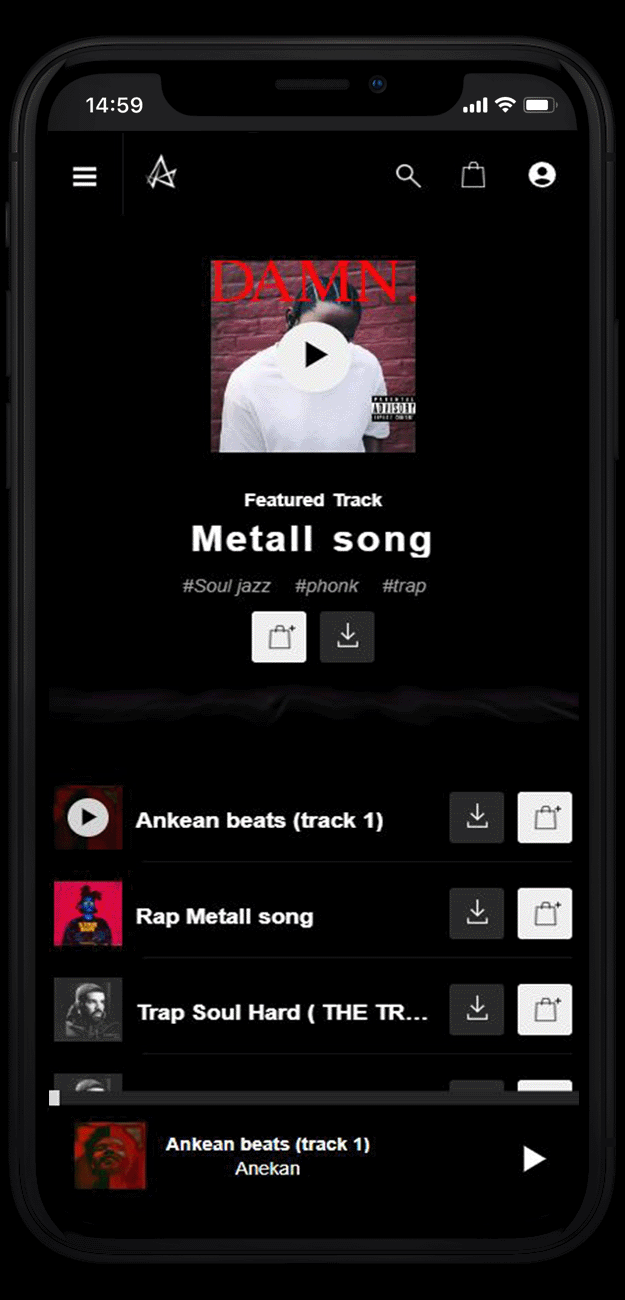 14:59
DAMN.
PARENTAL
ADVISORY
EXPLICIT CONTENT
Featured Track
Metall song
#Soul jazz #phonk #trap
Ankean beats (track 1)
Rap Metall song
Trap Soul Hard ( THE TR...
Ankean beats (track 1)
Anekan